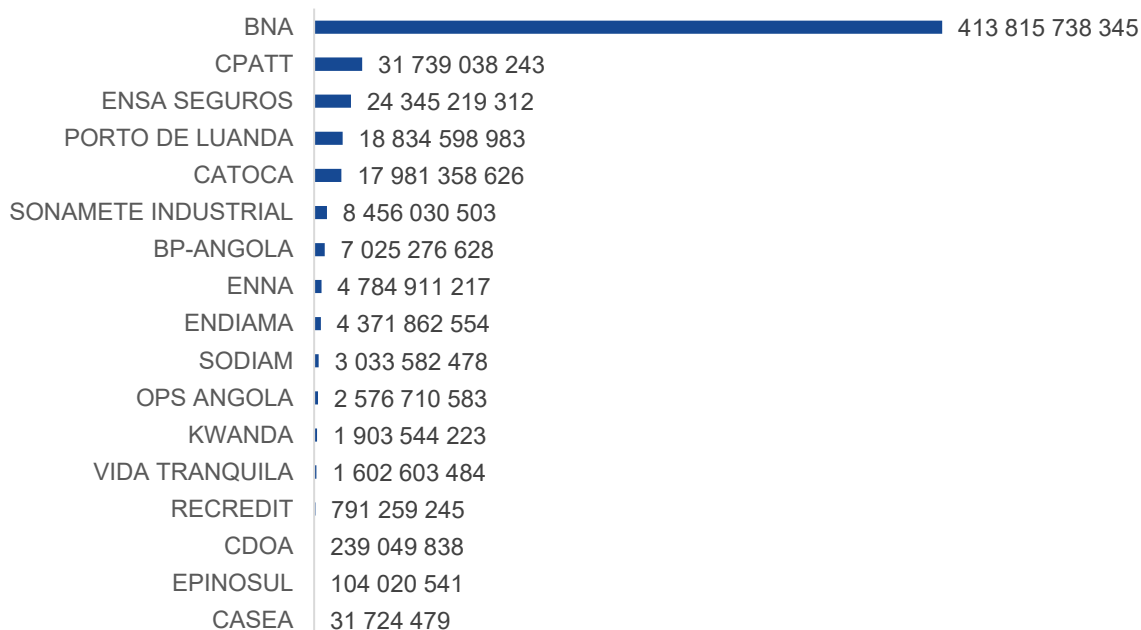 BNA 413 815 738 345
CPATT 31 739 038 243
ENSA SEGUROS 24 345 219 312
PORTO DE LUANDA 18 834 598 983
CATOCA 17 981 358 626
SONAMETE INDUSTRIAL 8 456 030 503
BP-ANGOLA 7 025 276 628
ENNA 4 784 911 217
ENDIAMA 4 371 862 554
SODIAM 3 033 582 478
OPS ANGOLA 2 576 710 583
KWANDA 1 903 544 223
VIDA TRANQUILA 1 602 603 484
RECREDIT 791 259 245
CDOA 239 049 838
EPINOSUL 104 020 541
CASEA 31 724 479